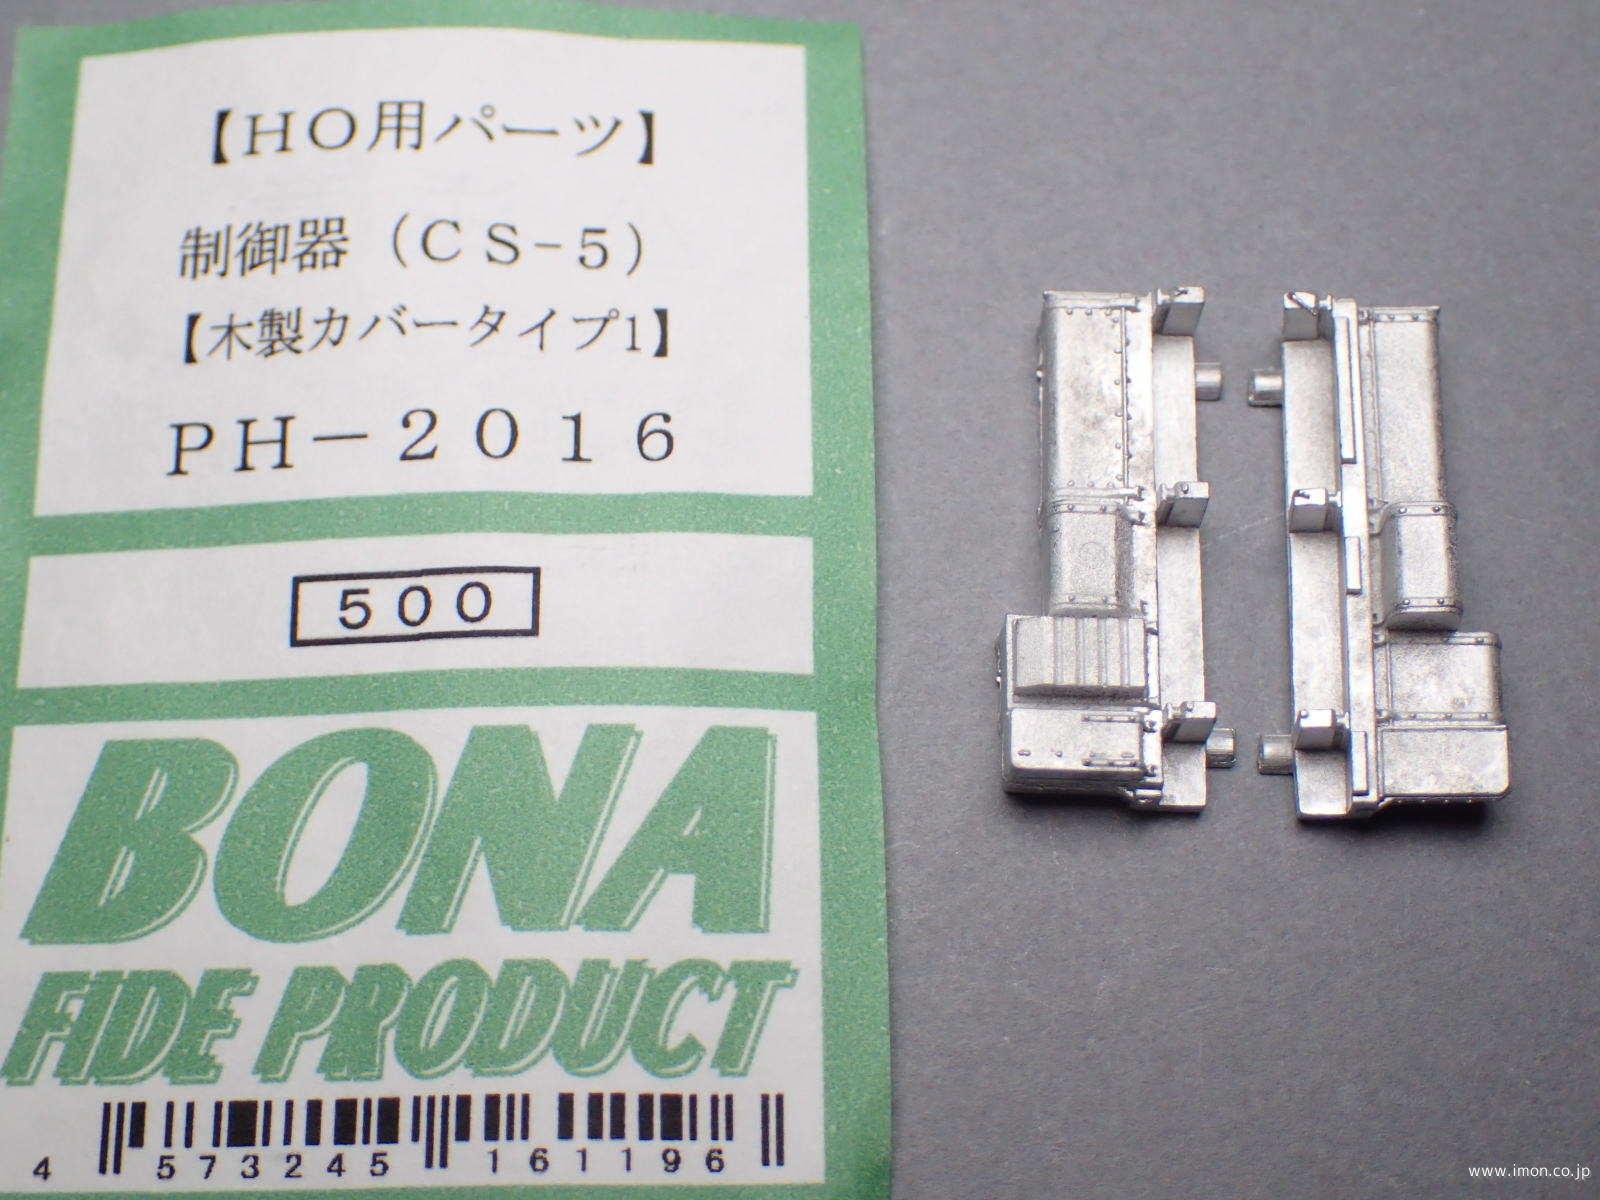 【ＨＯ用パーツ】
制御器（ＣＳ−５）
【木製カバータイプ1】
ＰＨ−２０１６
５００
BONA
FIDE PRODUCT
4 573245 161196
www.imon.co.jp